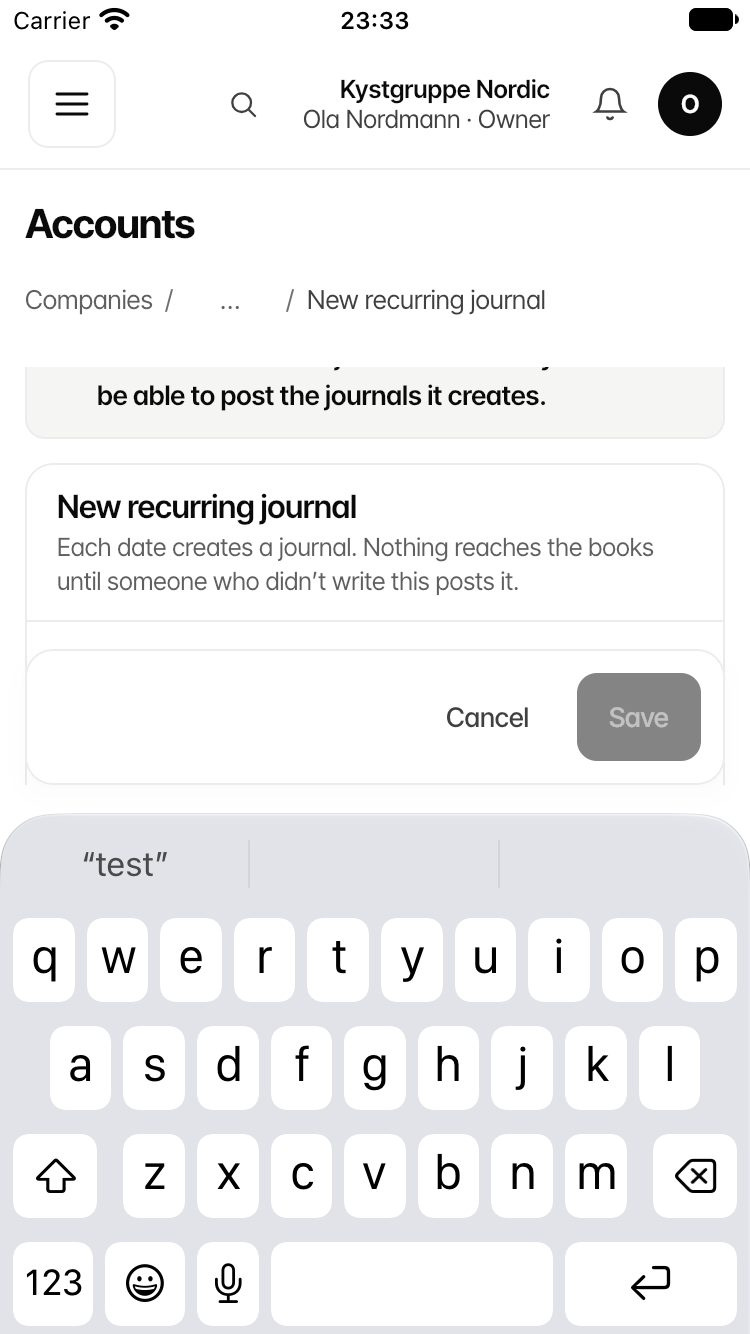 Carrier 23:33
Kystgruppe Nordic
Ola Nordmann · Owner
O
Accounts
Companies / ... / New recurring journal
be able to post the journals it creates.
New recurring journal
Each date creates a journal. Nothing reaches the books
until someone who didn’t write this posts it.
Cancel Save
“test”
q w e r t y u i o p
a s d f g h j k l
z x c v b n m
123